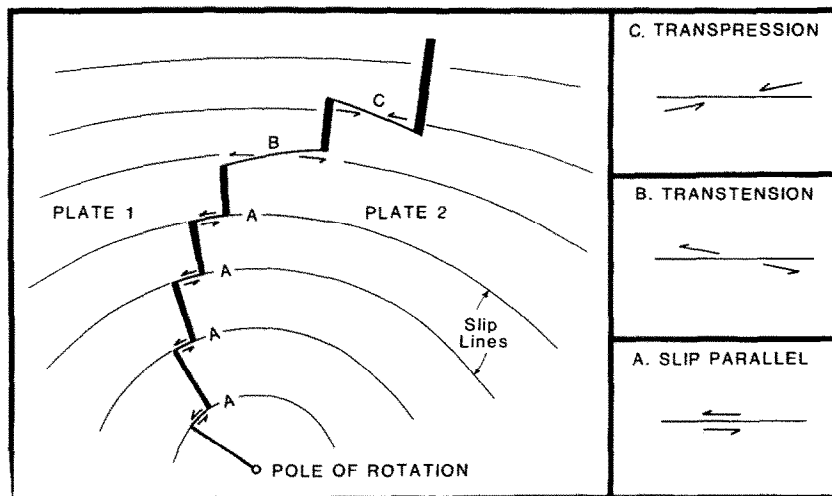 C
B
PLATE 1
PLATE 2
A
A
A
A
Slip
Lines
POLE OF ROTATION
C. TRANSPRESSION
B. TRANSTENSION
A. SLIP PARALLEL